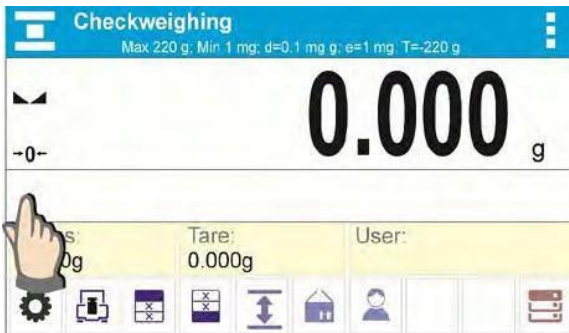 Checkweighing
Max 220 g; Min 1 mg; d=0.1 mg g; e=1 mg T=-220 g
→0←
0.000 g
s: Tare: User:
0g 0.000g